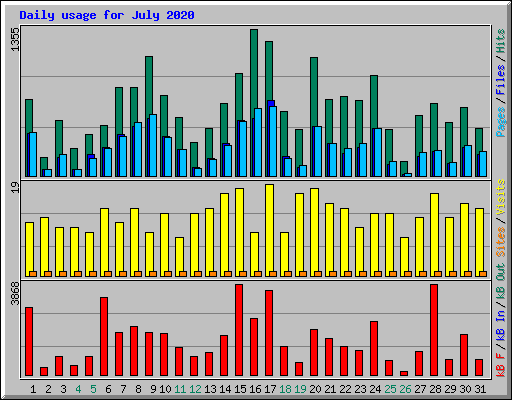 Daily usage for July 2020
1355
Pages / Files / Hits
19
Sites / Visits
3868
kB F / kB In / kB Out
1 2 3 4 5 6 7 8 9 10 11 12 13 14 15 16 17 18 19 20 21 22 23 24 25 26 27 28 29 30 31